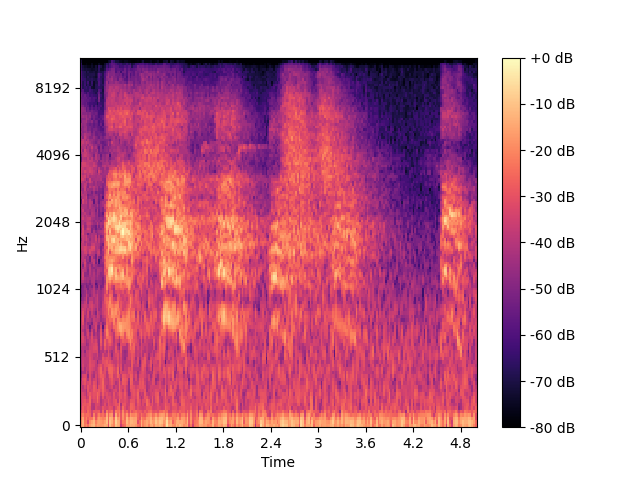 +0 dB
8192
-10 dB
4096
-20 dB
-30 dB
2048
-40 dB
Hz
1024
-50 dB
-60 dB
512
-70 dB
0
-80 dB
0 0.6 1.2 1.8 2.4 3 3.6 4.2 4.8
Time